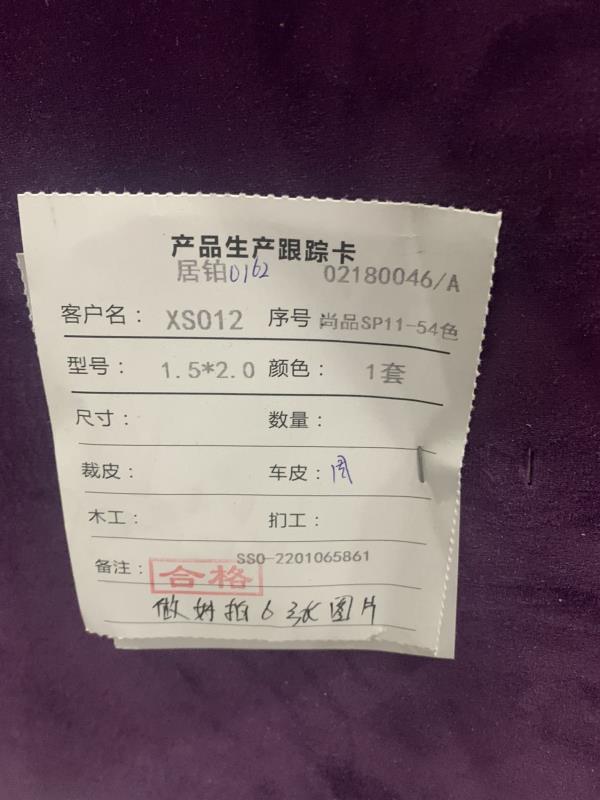 产品生产跟踪卡
居铂0162 02180046/A
客户名： XS012 序号 尚品SP11-54色
型号： 1.5*2.0 颜色： 1套
尺寸： 数量：
裁皮： 车皮：周
木工： 扪工：
备注： SSO-2201065861
合格
做好拍6张图片